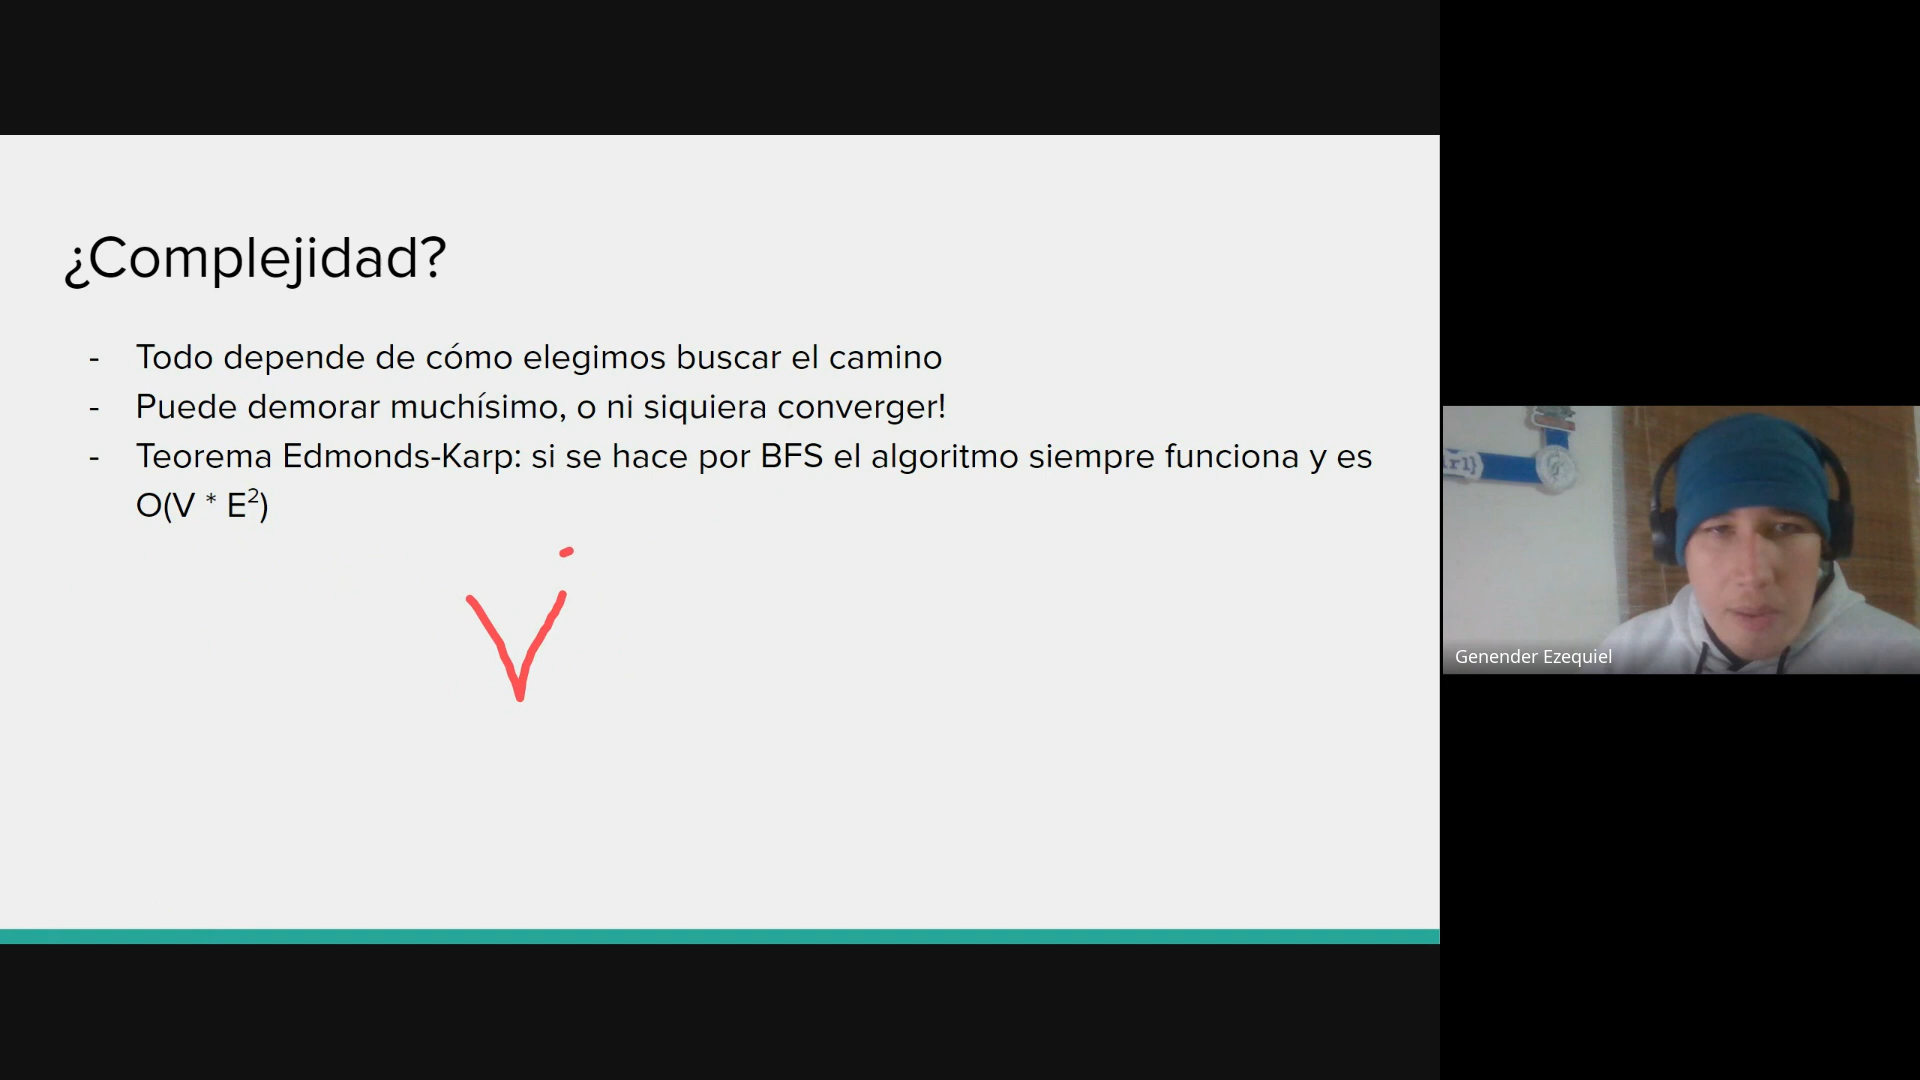 ¿Complejidad?
- Todo depende de cómo elegimos buscar el camino
- Puede demorar muchísimo, o ni siquiera converger!
- Teorema Edmonds-Karp: si se hace por BFS el algoritmo siempre funciona y es
O(V * E²)
V
Genender Ezequiel